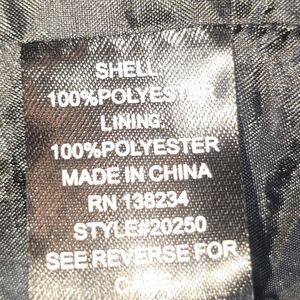 SHELL:
100%POLYESTER
LINING
100%POLYESTER
MADE IN CHINA
RN 138234
STYLE#20250
SEE REVERSE FOR